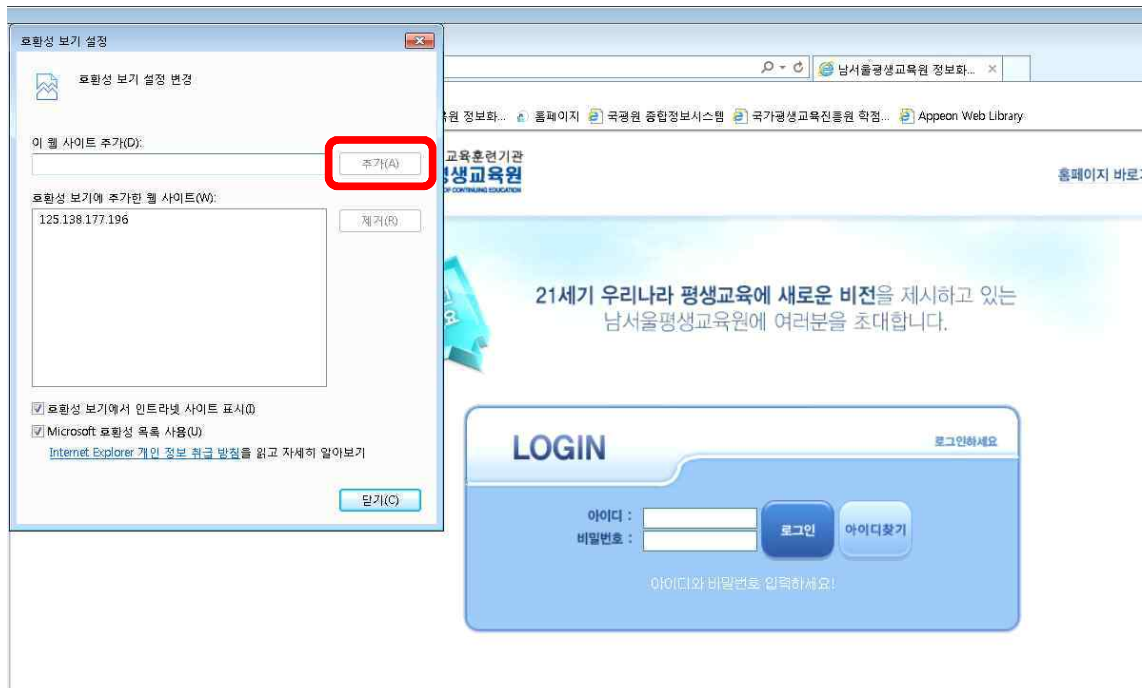 호환성 보기 설정
호환성 보기 설정 변경
이 웹 사이트 추가(D):
추가(A)
호환성 보기에 추가한 웹 사이트(W):
125.138.177.196
제거(R)
호환성 보기에서 인트라넷 사이트 표시(I)
Microsoft 호환성 목록 사용(U)
Internet Explorer 개인 정보 취급 방침을 읽고 자세히 알아보기
닫기(C)
남서울평생교육원 정보화...
육원 정보화... 홈페이지 국평원 종합정보시스템 국가평생교육진흥원 학점... Appeon Web Library
교육훈련기관
생교육원
OF CONTINUING EDUCATION
홈페이지 바로
21세기 우리나라 평생교육에 새로운 비전을 제시하고 있는
남서울평생교육원에 여러분을 초대합니다.
LOGIN
로그인하세요
아이디 :
비밀번호 :
로그인
아이디찾기
아이디와 비밀번호 입력하세요!